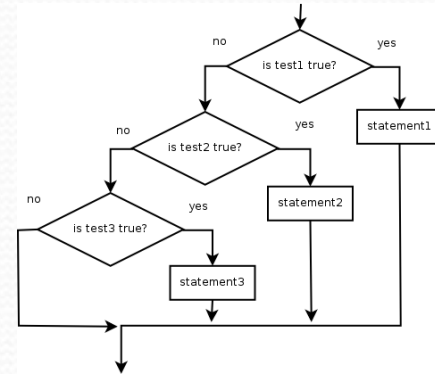 no
yes
is test1 true?
statement1
no
yes
is test2 true?
statement2
no
yes
is test3 true?
statement3